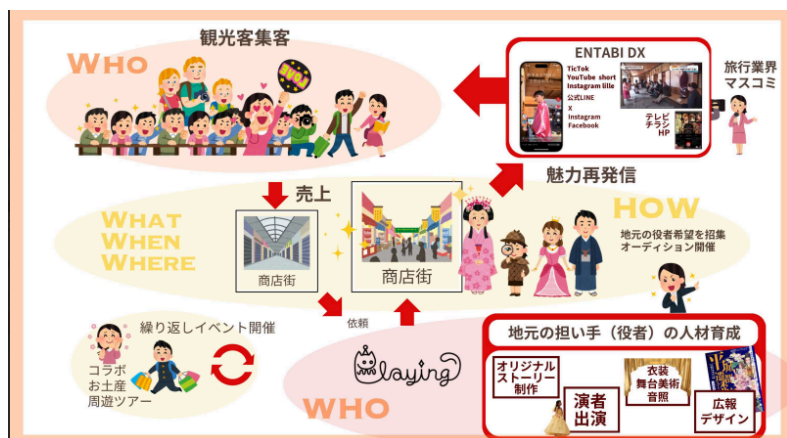 観光客集客
WHO
LOVE
ENTABI DX
TicTok
YouTube short
Instagram lille
公式LINE
X
Instagram
Facebook
テレビ
チラシ
HP
旅行業界
マスコミ
売上
魅力再発信
WHAT
WHEN
WHERE
商店街
商店街
HOW
地元の役者希望を招集
オーディション開催
繰り返しイベント開催
コラボ
お土産
周遊ツアー
依頼
Playing
WHO
地元の担い手（役者）の人材育成
オリジナル
ストーリー
制作
演者
出演
衣装
舞台美術
音照
広報
デザイン